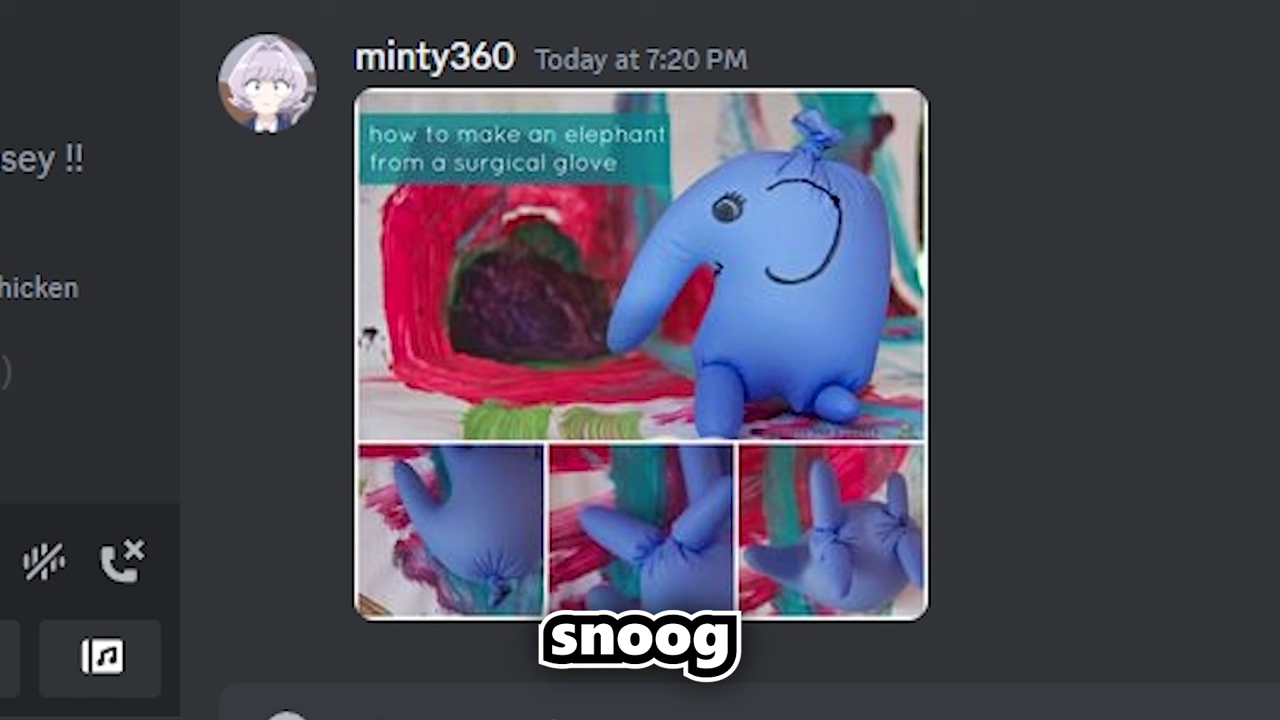 minty360 Today at 7:20 PM
how to make an elephant
from a surgical glove
sey !!
hicken
)
snoog